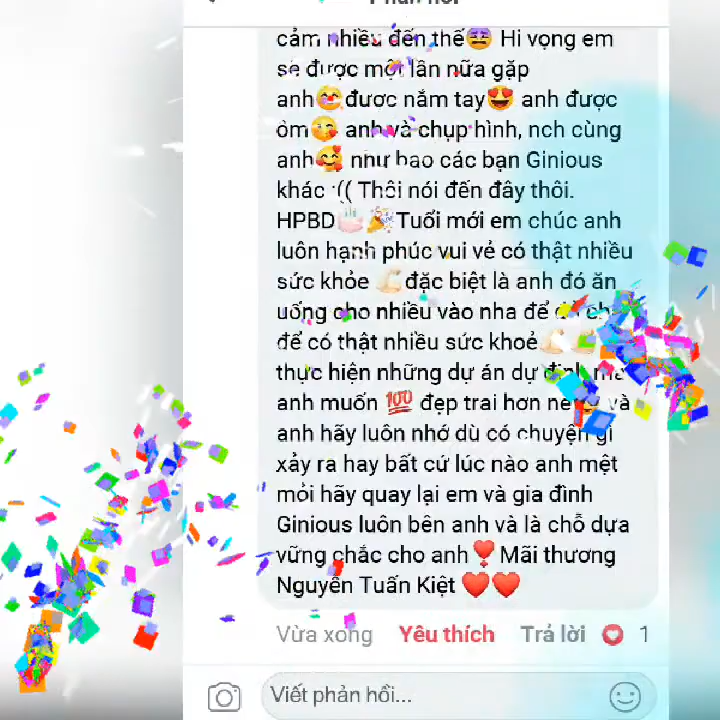 cảm nhiều đến thế😖 Hi vọng em
sẽ được một lần nữa gặp
anh😚đươc nắm tay😍 anh được
ôm😚 anh và chụp hình, nch cùng
anh🥰 như bao các bạn Ginious
khác :(( Thôi nói đến đây thôi.
HPBD🎂🎉Tuổi mới em chúc anh
luôn hạnh phúc vui vẻ có thật nhiều
sức khỏe 💪đặc biệt là anh đó ăn
uống cho nhiều vào nha để
để có thật nhiều sức khoẻ💪💪
thực hiện những dự án dự định mà
anh muốn 💯 đẹp trai hơn và
anh hãy luôn nhớ dù có chuyện gì
xảy ra hay bất cứ lúc nào anh mệt
mỏi hãy quay lại em và gia đình
Ginious luôn bên anh và là chỗ dựa
vững chắc cho anh❣️ Mãi thương
Nguyễn Tuấn Kiệt ❤️❤️
Vừa xong Yêu thích Trả lời 1
Viết phản hồi...